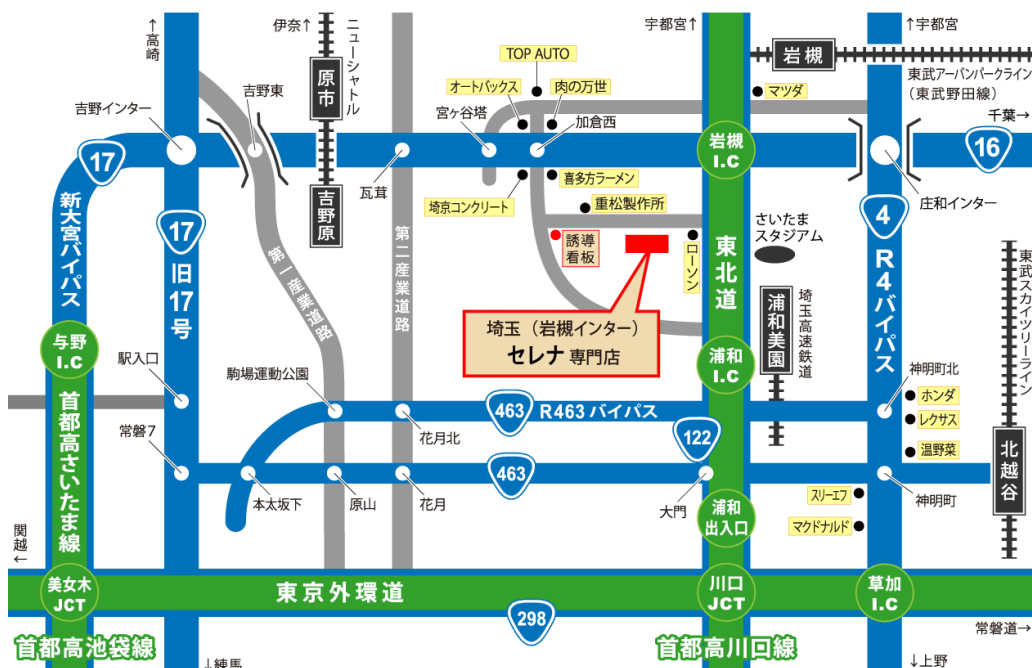 ↑高崎
伊奈↑
ニューシャトル
宇都宮↑
↑宇都宮
TOP AUTO
岩槻
東武アーバンパークライン
(東武野田線)
原市
吉野東
オートバックス
肉の万世
マツダ
吉野インター
宮ヶ谷塔
加倉西
千葉→
17
岩槻
I.C
16
瓦葺
喜多方ラーメン
埼京コンクリート
重松製作所
庄和インター
吉野原
新大宮バイパス
17
旧17号
第一産業道路
第二産業道路
誘導
看板
ローソン
東北道
さいたま
スタジアム
4
R4バイパス
東武スカイツリーライン
埼玉(岩槻インター)
セレナ 専門店
浦和美園
埼玉高速鉄道
与野
I.C
浦和
I.C
駅入口
駒場運動公園
神明町北
ホンダ
首都高さいたま線
463
R463バイパス
レクサス
常磐7
花月北
122
温野菜
北越谷
463
本太坂下
原山
花月
大門
神明町
スリーエフ
浦和
出入口
マクドナルド
関越←
美女木
JCT
東京外環道
川口
JCT
草加
I.C
298
常磐道→
首都高池袋線
首都高川口線
↓練馬
↓上野